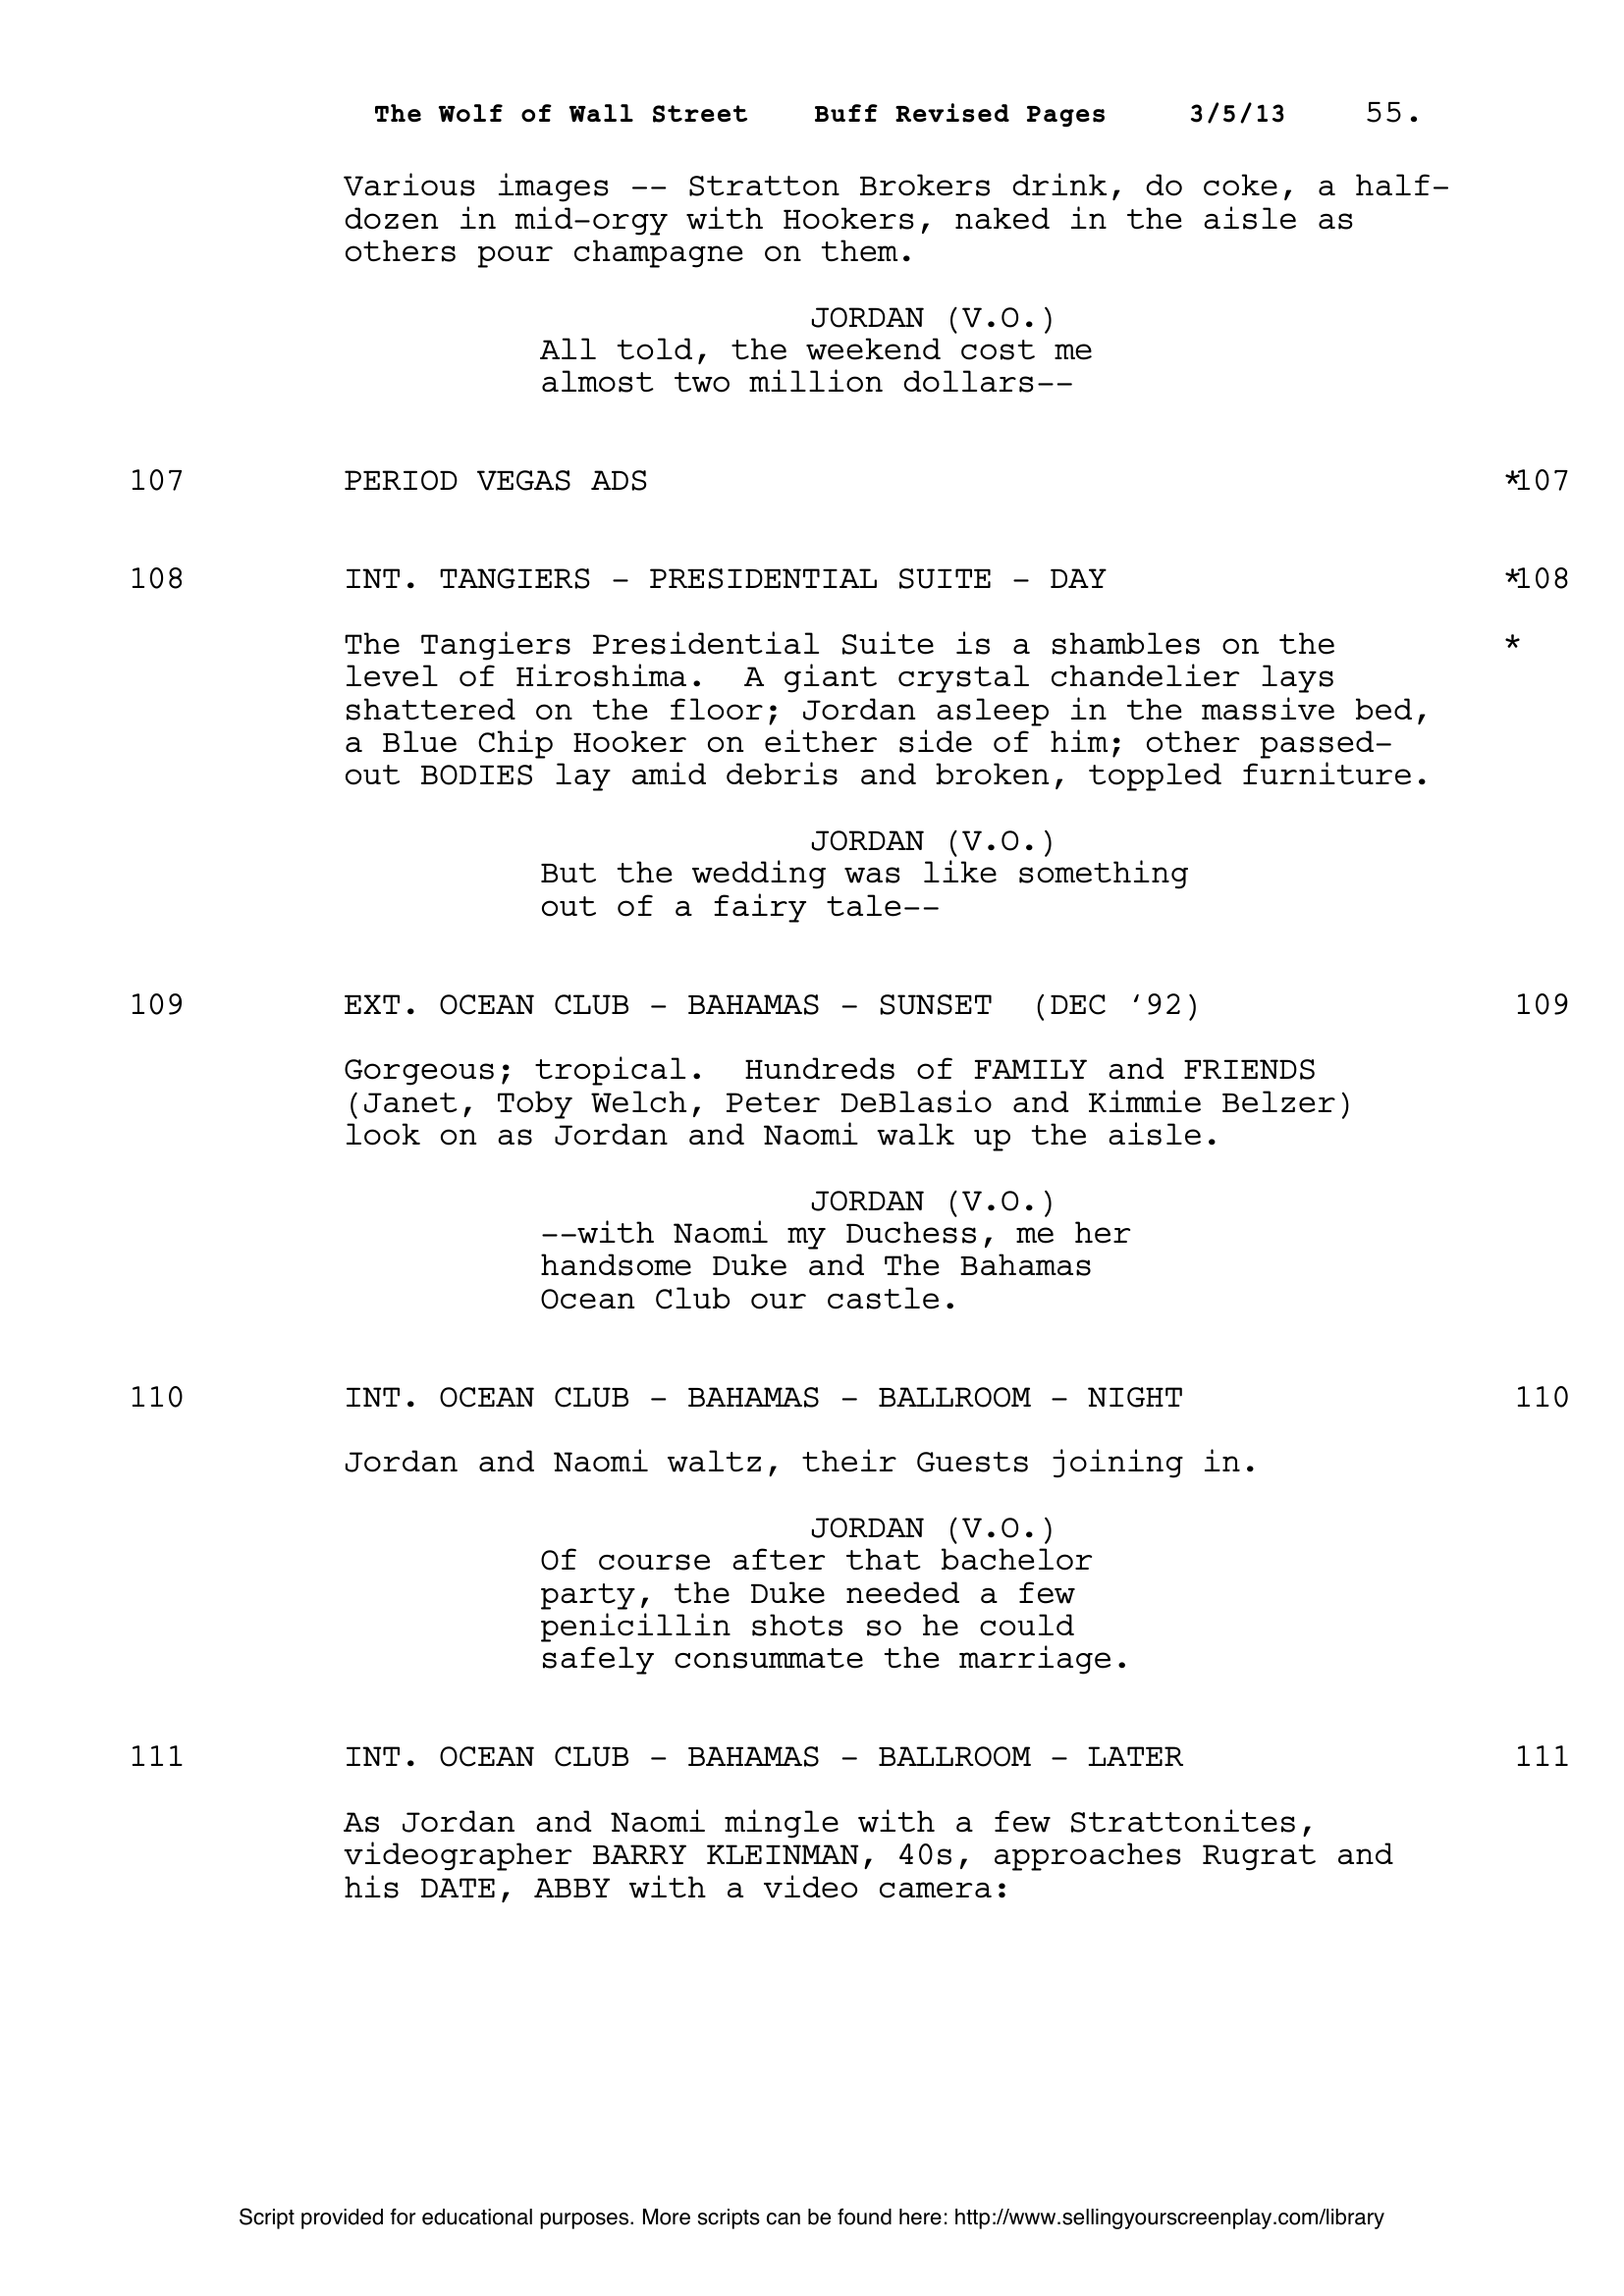 The Wolf of Wall Street    Buff Revised Pages    3/5/13    55.
Various images -- Stratton Brokers drink, do coke, a half-
dozen in mid-orgy with Hookers, naked in the aisle as
others pour champagne on them.
JORDAN (V.O.)
All told, the weekend cost me
almost two million dollars--
107 PERIOD VEGAS ADS *107
108 INT. TANGIERS - PRESIDENTIAL SUITE - DAY *108
The Tangiers Presidential Suite is a shambles on the *
level of Hiroshima.  A giant crystal chandelier lays
shattered on the floor; Jordan asleep in the massive bed,
a Blue Chip Hooker on either side of him; other passed-
out BODIES lay amid debris and broken, toppled furniture.
JORDAN (V.O.)
But the wedding was like something
out of a fairy tale--
109 EXT. OCEAN CLUB - BAHAMAS - SUNSET  (DEC ‘92) 109
Gorgeous; tropical.  Hundreds of FAMILY and FRIENDS
(Janet, Toby Welch, Peter DeBlasio and Kimmie Belzer)
look on as Jordan and Naomi walk up the aisle.
JORDAN (V.O.)
--with Naomi my Duchess, me her
handsome Duke and The Bahamas
Ocean Club our castle.
110 INT. OCEAN CLUB - BAHAMAS - BALLROOM - NIGHT 110
Jordan and Naomi waltz, their Guests joining in.
JORDAN (V.O.)
Of course after that bachelor
party, the Duke needed a few
penicillin shots so he could
safely consummate the marriage.
111 INT. OCEAN CLUB - BAHAMAS - BALLROOM - LATER 111
As Jordan and Naomi mingle with a few Strattonites,
videographer BARRY KLEINMAN, 40s, approaches Rugrat and
his DATE, ABBY with a video camera:
Script provided for educational purposes. More scripts can be found here: http://www.sellingyourscreenplay.com/library